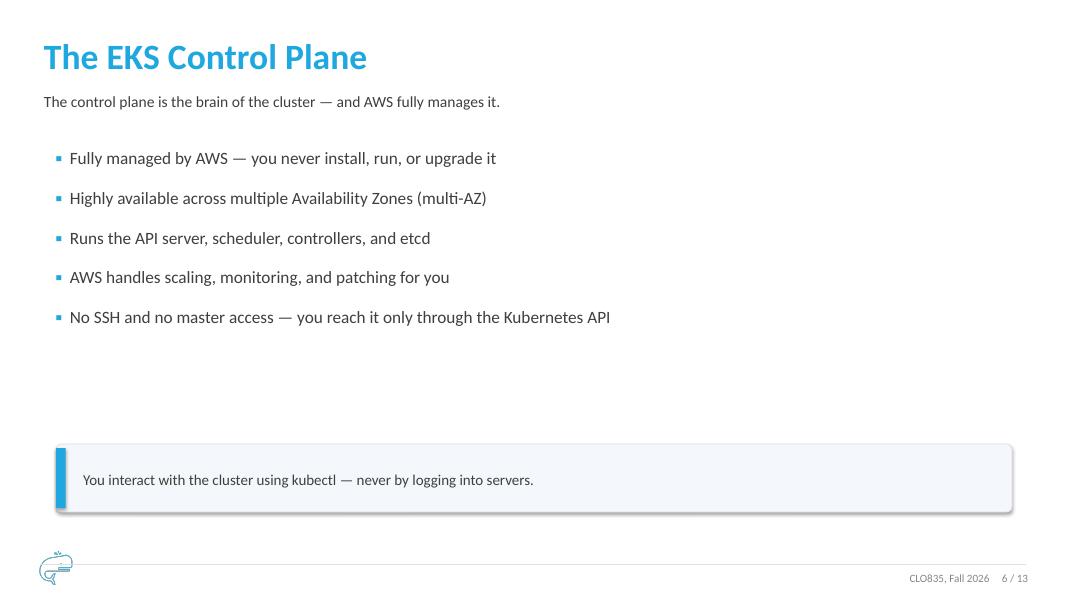 The EKS Control Plane
The control plane is the brain of the cluster — and AWS fully manages it.
▪ Fully managed by AWS — you never install, run, or upgrade it
▪ Highly available across multiple Availability Zones (multi-AZ)
▪ Runs the API server, scheduler, controllers, and etcd
▪ AWS handles scaling, monitoring, and patching for you
▪ No SSH and no master access — you reach it only through the Kubernetes API
You interact with the cluster using kubectl — never by logging into servers.
CLO835, Fall 2026 6 / 13